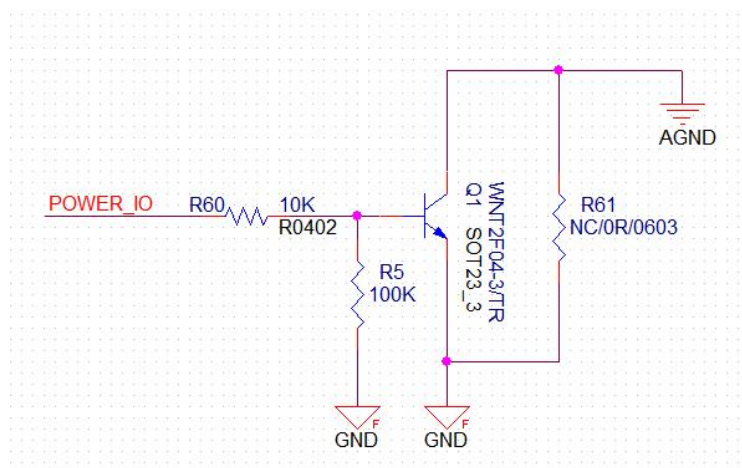 AGND
POWER_IO
R60
10K
R0402
Q1
WNT2F04-3/TR
SOT23_3
R61
NC/0R/0603
R5
100K
F
GND
F
GND